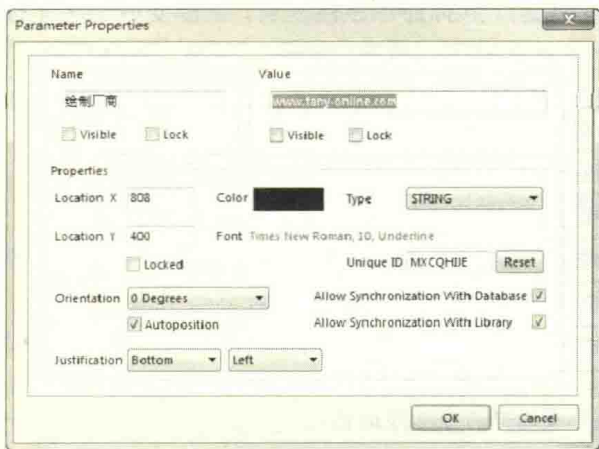 Parameter Properties
Name
Value
绘制厂商
www.fany-online.com
Visible
Lock
Visible
Lock
Properties
Location X 808
Color
Type STRING
Location Y 400
Font Times New Roman, 10, Underline
Locked
Unique ID MXCQHIJE Reset
Orientation 0 Degrees
Allow Synchronization With Database
Autoposition
Allow Synchronization With Library
Justification Bottom Left
OK
Cancel